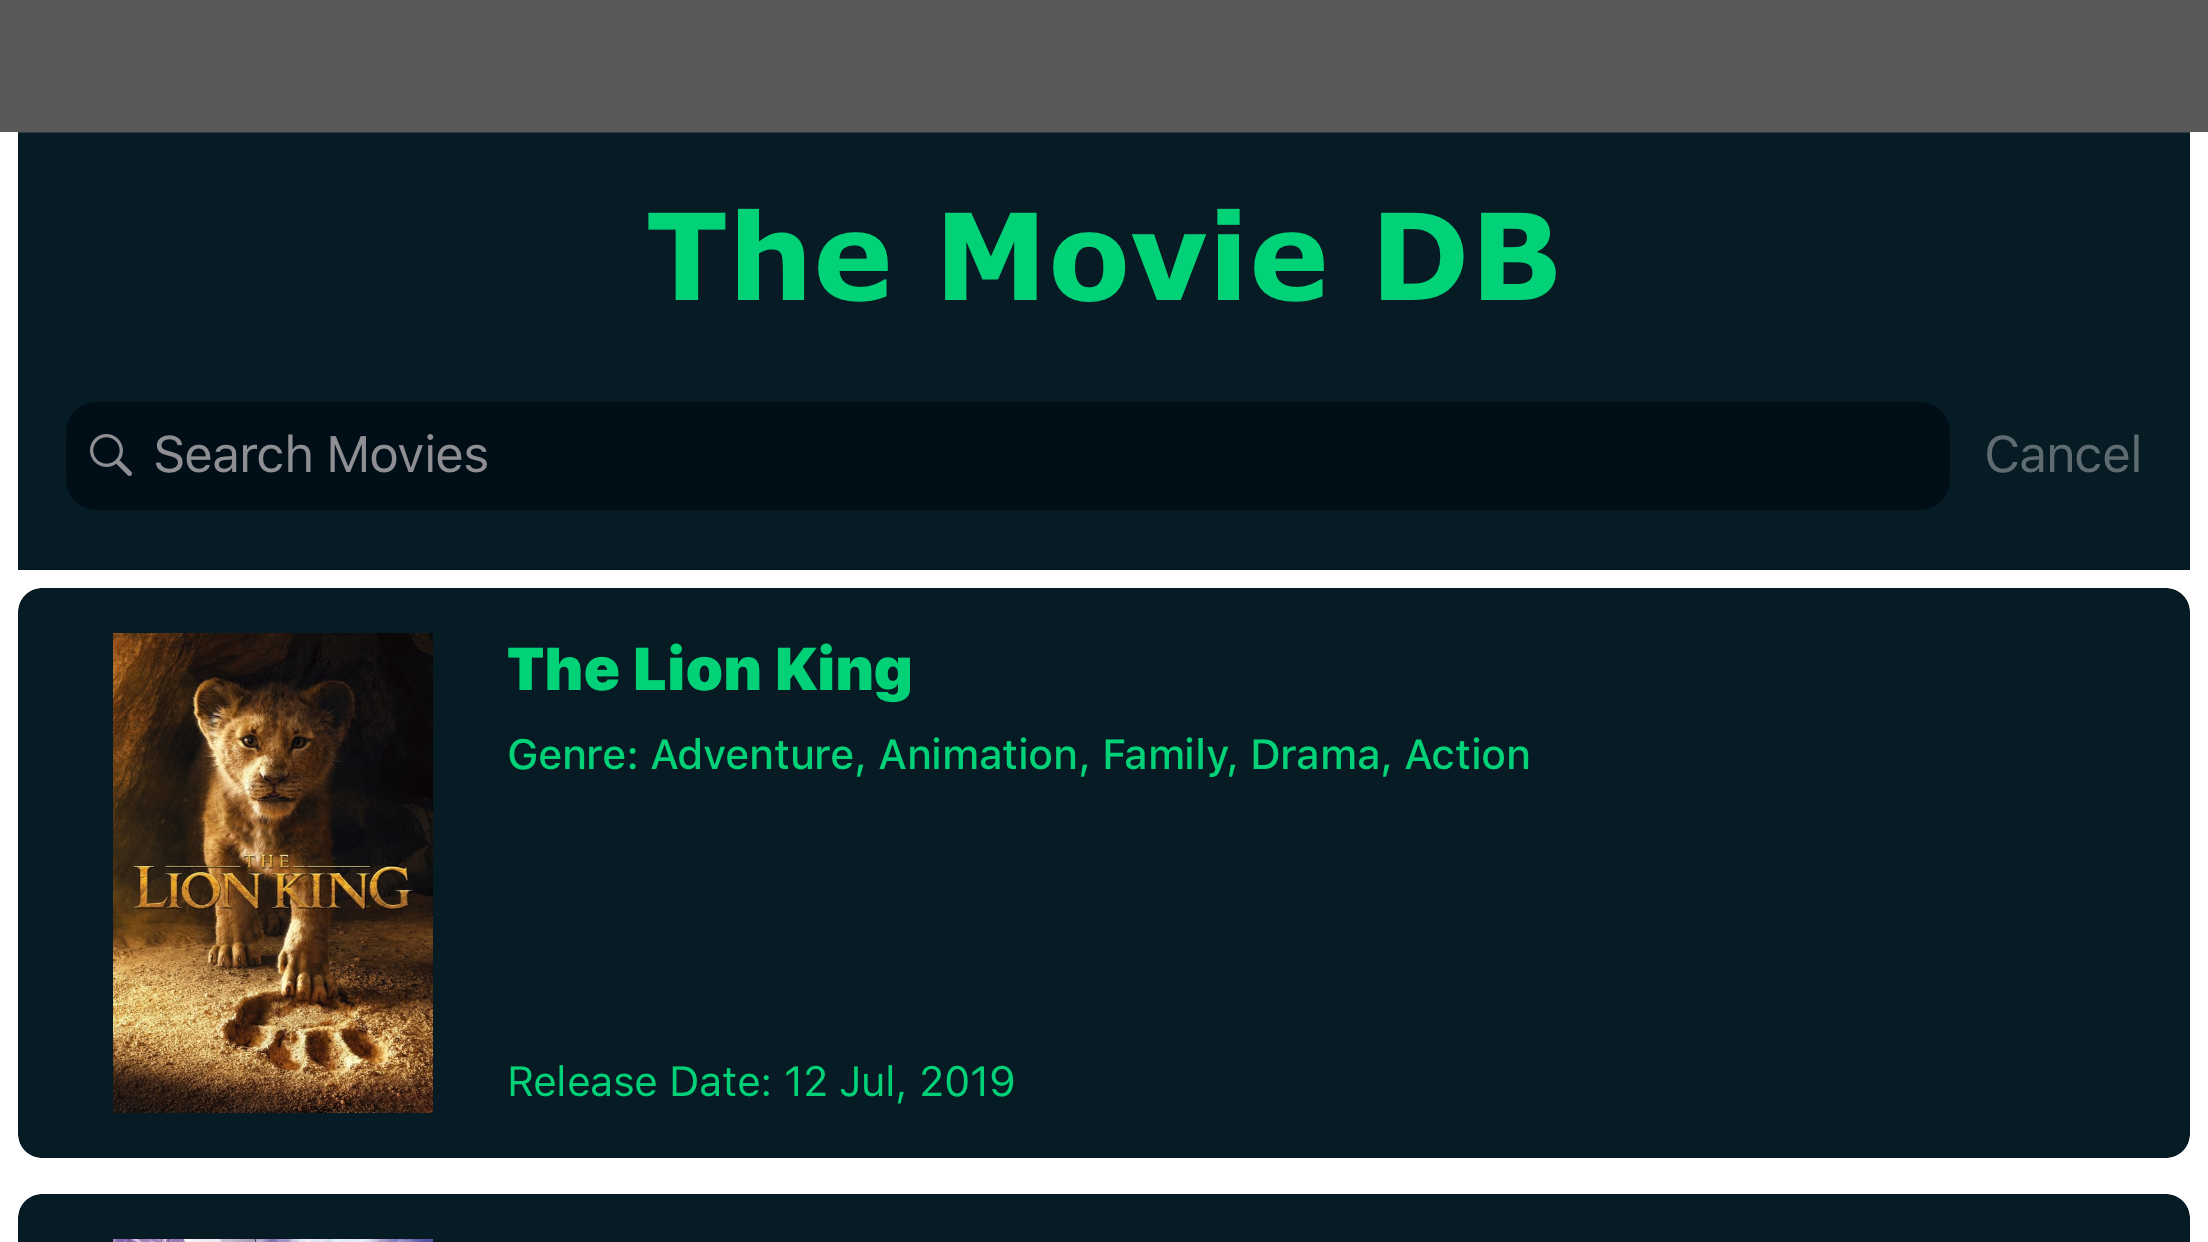 The Movie DB
Search Movies
Cancel
The Lion King
Genre: Adventure, Animation, Family, Drama, Action
THE
LION KING
Release Date: 12 Jul, 2019